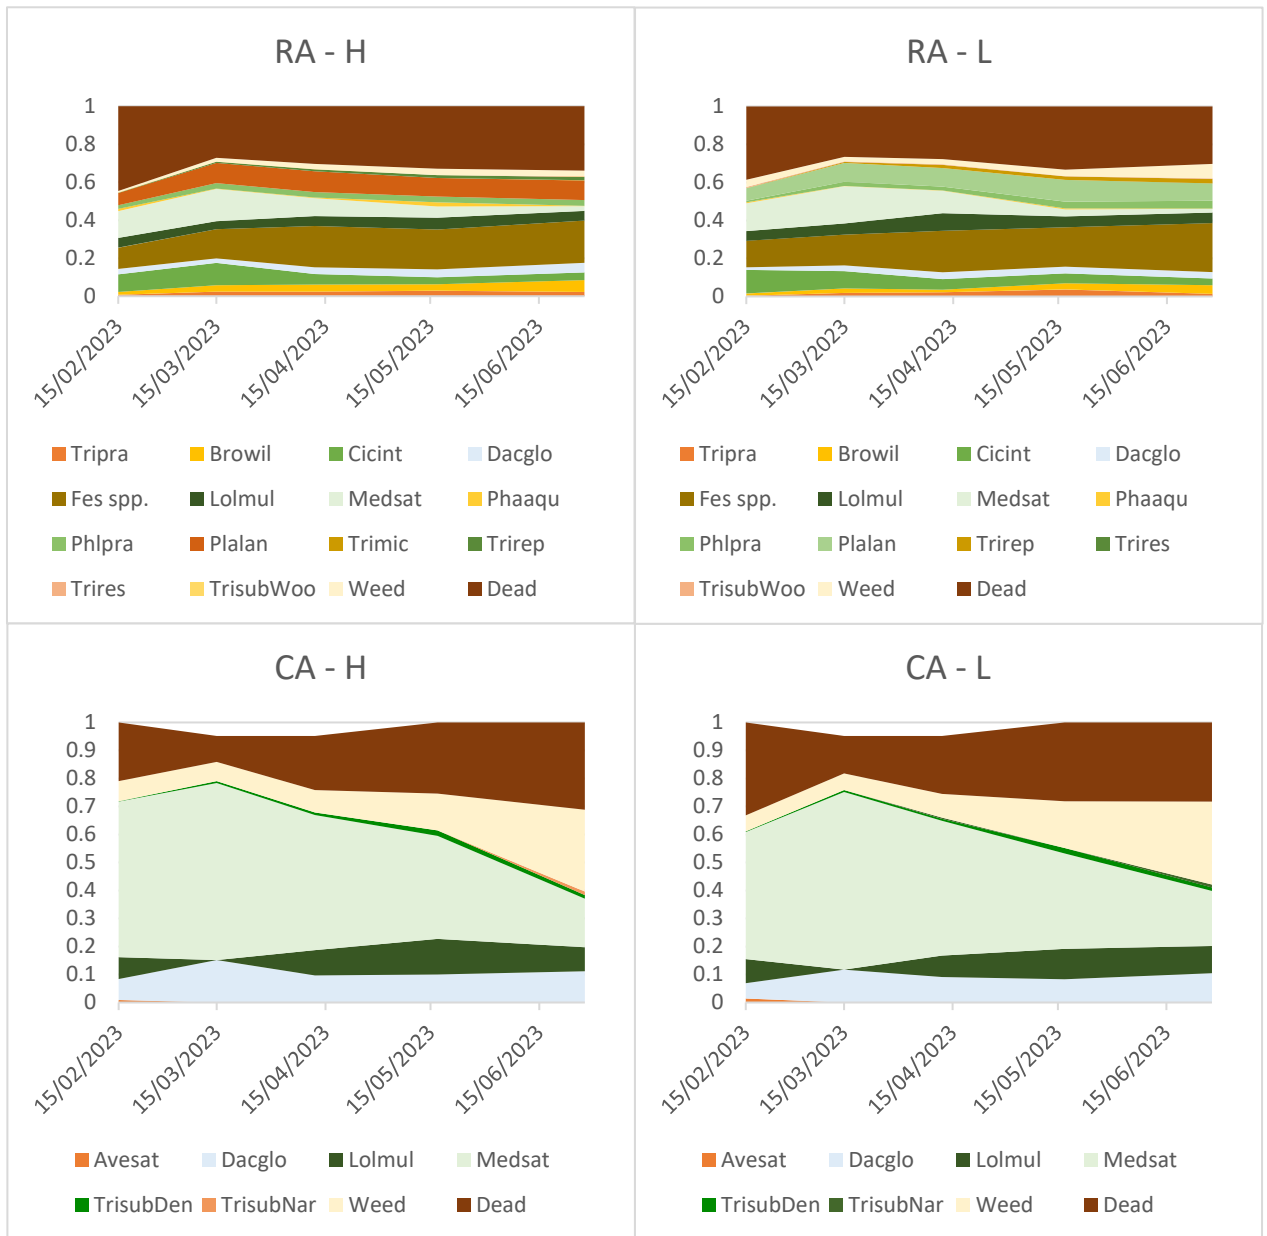 RA - H
1
0.8
0.6
0.4
0.2
0
15/02/2023 15/03/2023 15/04/2023 15/05/2023 15/06/2023
Tripra Browil Cicint Dacglo
Fes spp. Lolmul Medsat Phaaqu
Phlpra Plalan Trimic Trirep
Trires TrisubWoo Weed Dead
RA - L
1
0.8
0.6
0.4
0.2
0
15/02/2023 15/03/2023 15/04/2023 15/05/2023 15/06/2023
Tripra Browil Cicint Dacglo
Fes spp. Lolmul Medsat Phaaqu
Phlpra Plalan Trirep Trires
TrisubWoo Weed Dead
CA - H
1
0.9
0.8
0.7
0.6
0.5
0.4
0.3
0.2
0.1
0
15/02/2023 15/03/2023 15/04/2023 15/05/2023 15/06/2023
Avesat Dacglo Lolmul Medsat
TrisubDen TrisubNar Weed Dead
CA - L
1
0.9
0.8
0.7
0.6
0.5
0.4
0.3
0.2
0.1
0
15/02/2023 15/03/2023 15/04/2023 15/05/2023 15/06/2023
Avesat Dacglo Lolmul Medsat
TrisubDen TrisubNar Weed Dead